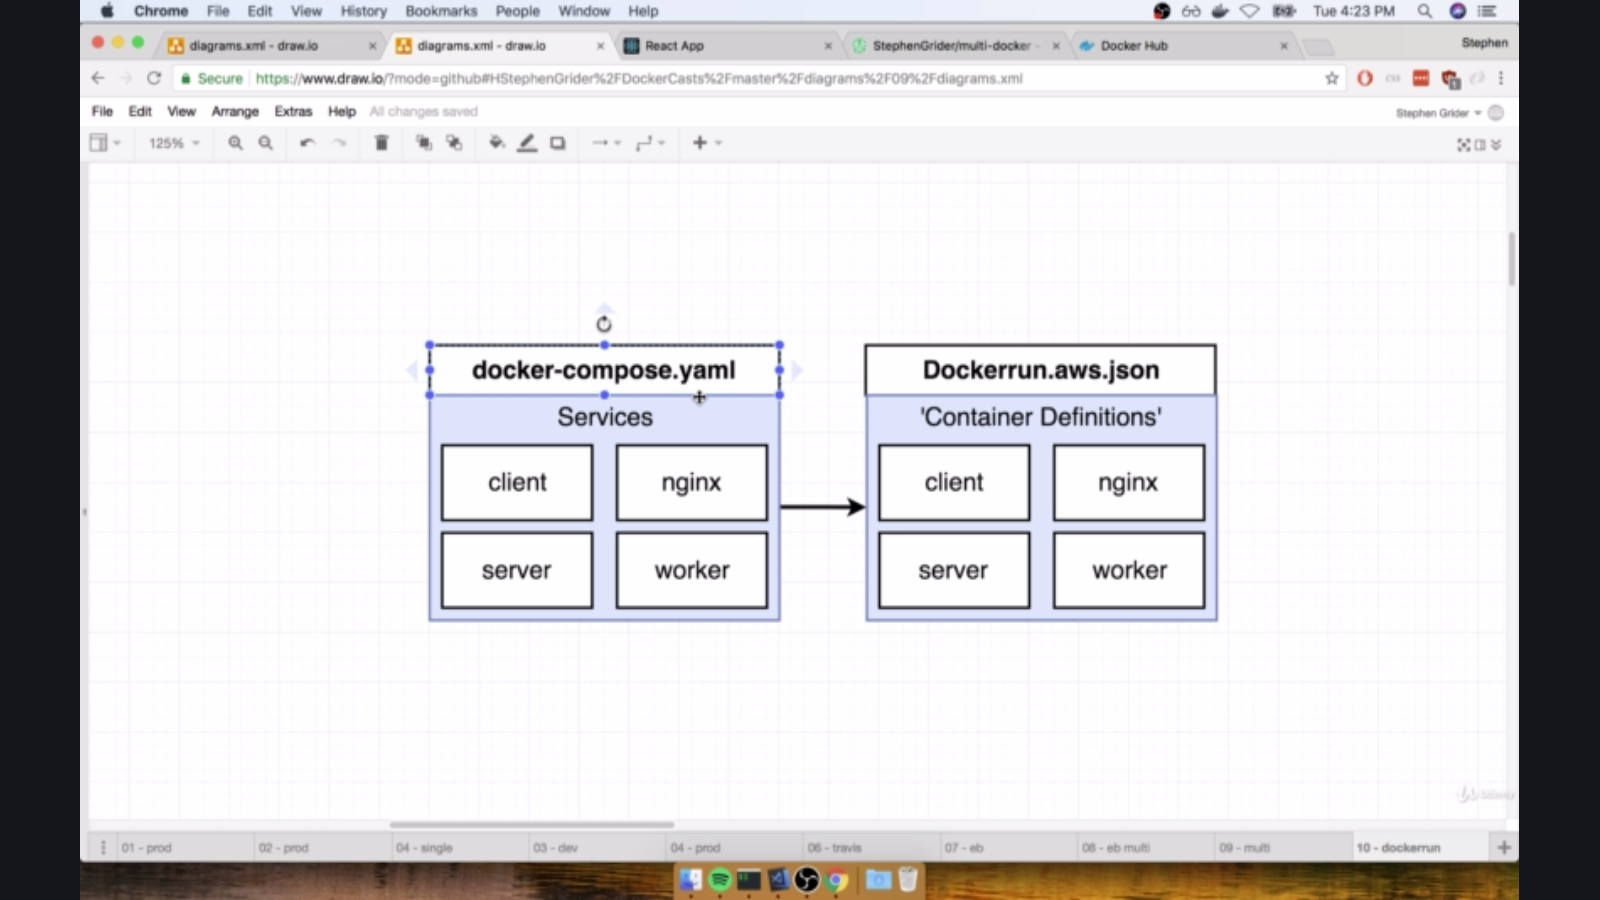 Chrome File Edit View History Bookmarks People Window Help Tue 4:23 PM
diagrams.xml - draw.io diagrams.xml - draw.io React App StephenGrider/multi-docker - Docker Hub Stephen
Secure https://www.draw.io/?mode=github#HStephenGrider%2FDockerCasts%2Fmaster%2Fdiagrams%2F09%2Fdiagrams.xml
File Edit View Arrange Extras Help All changes saved Stephen Grider
125%
docker-compose.yaml
Services
client nginx
server worker
Dockerrun.aws.json
'Container Definitions'
client nginx
server worker
Udemy
01 - prod 02 - prod 04 - single 03 - dev 04 - prod 06 - travis 07 - eb 08 - eb multi 09 - multi 10 - dockerrun